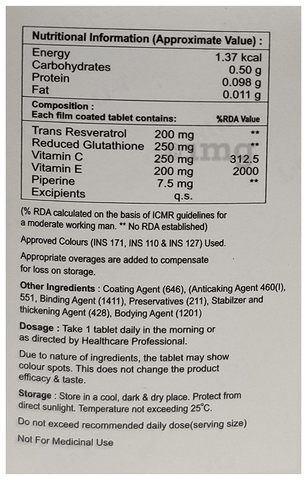 Nutritional Information (Approximate Value) :
Energy 1.37 kcal
Carbohydrates 0.50 g
Protein 0.098 g
Fat 0.011 g
Composition :
Each film coated tablet contains: %RDA Value
Trans Resveratrol 200 mg **
Reduced Glutathione 250 mg **
Vitamin C 250 mg 312.5
Vitamin E 200 mg 2000
Piperine 7.5 mg **
Excipients q.s.
(% RDA calculated on the basis of ICMR guidelines for
a moderate working man. ** No RDA established)
Approved Colours (INS 171, INS 110 & INS 127) Used.
Appropriate overages are added to compensate
for loss on storage.
Other Ingredients : Coating Agent (646), (Anticaking Agent 460(I),
551, Binding Agent (1411), Preservatives (211), Stabilzer and
thickening Agent (428), Bodying Agent (1201)
Dosage : Take 1 tablet daily in the morning or
as directed by Healthcare Professional.
Due to nature of ingredients, the tablet may show
colour spots. This does not change the product
efficacy & taste.
Storage : Store in a cool, dark & dry place. Protect from
direct sunlight. Temperature not exceeding 25°C.
Do not exceed recommended daily dose(serving size)
Not For Medicinal Use